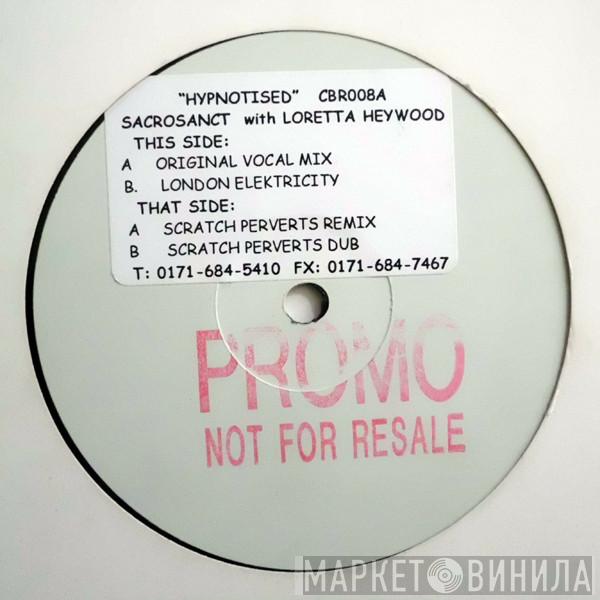 "HYPNOTISED" CBR008A
SACROSANCT with LORETTA HEYWOOD
THIS SIDE:
A ORIGINAL VOCAL MIX
B. LONDON ELEKTRICITY
THAT SIDE:
A SCRATCH PERVERTS REMIX
B SCRATCH PERVERTS DUB
T: 0171-684-5410 FX: 0171-684-7467
PROMO
NOT FOR RESALE
МАРКЕТ ВИНИЛА